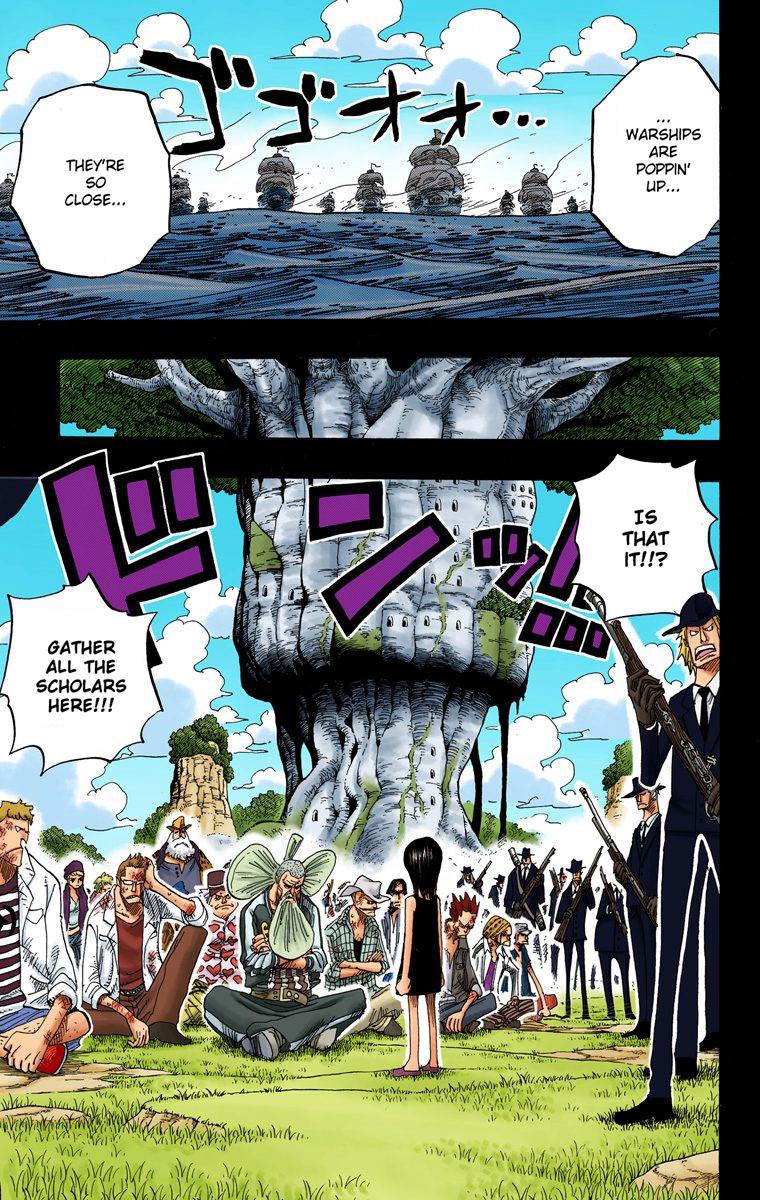 ...
WARSHIPS
ARE
POPPIN'
UP...
ゴゴオオ...
THEY'RE
SO
CLOSE...
IS
THAT
IT!!?
ドンッ!!
GATHER
ALL THE
SCHOLARS
HERE!!!